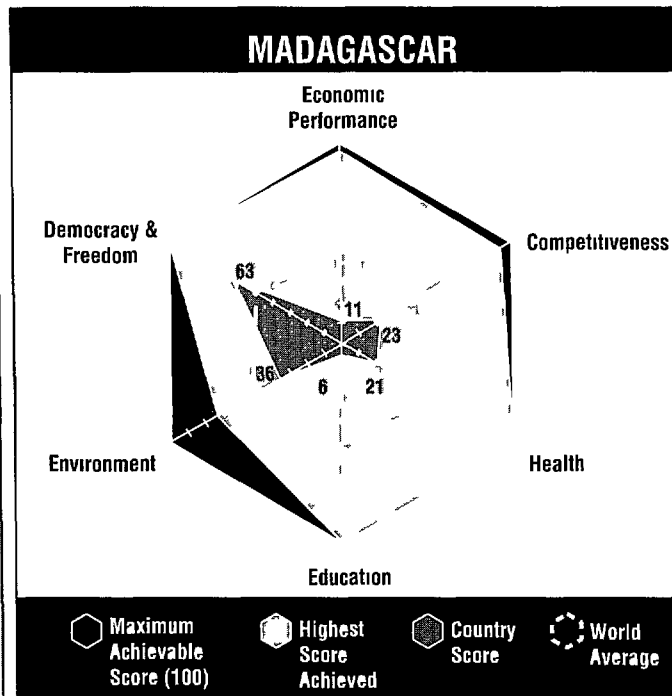 MADAGASCAR
Economic
Performance
Democracy &
Freedom
Competitiveness
63
11
23
36
6
21
Environment
Health
Education
Maximum
Achievable
Score (100)
Highest
Score
Achieved
Country
Score
World
Average